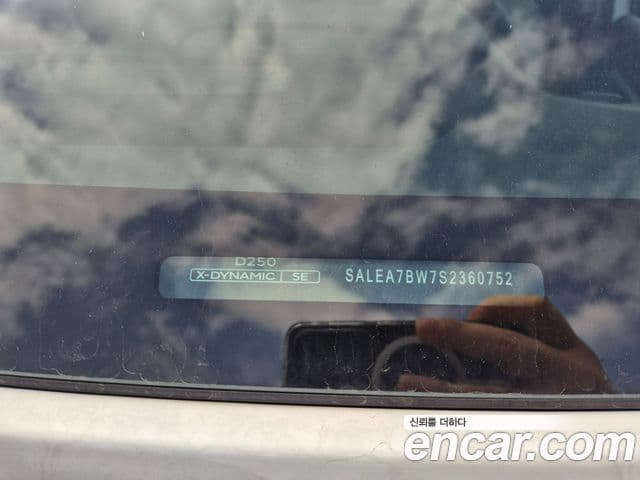 D250
X-DYNAMIC SE SALEA7BW7S2360752
신뢰를 더하다
encar.com